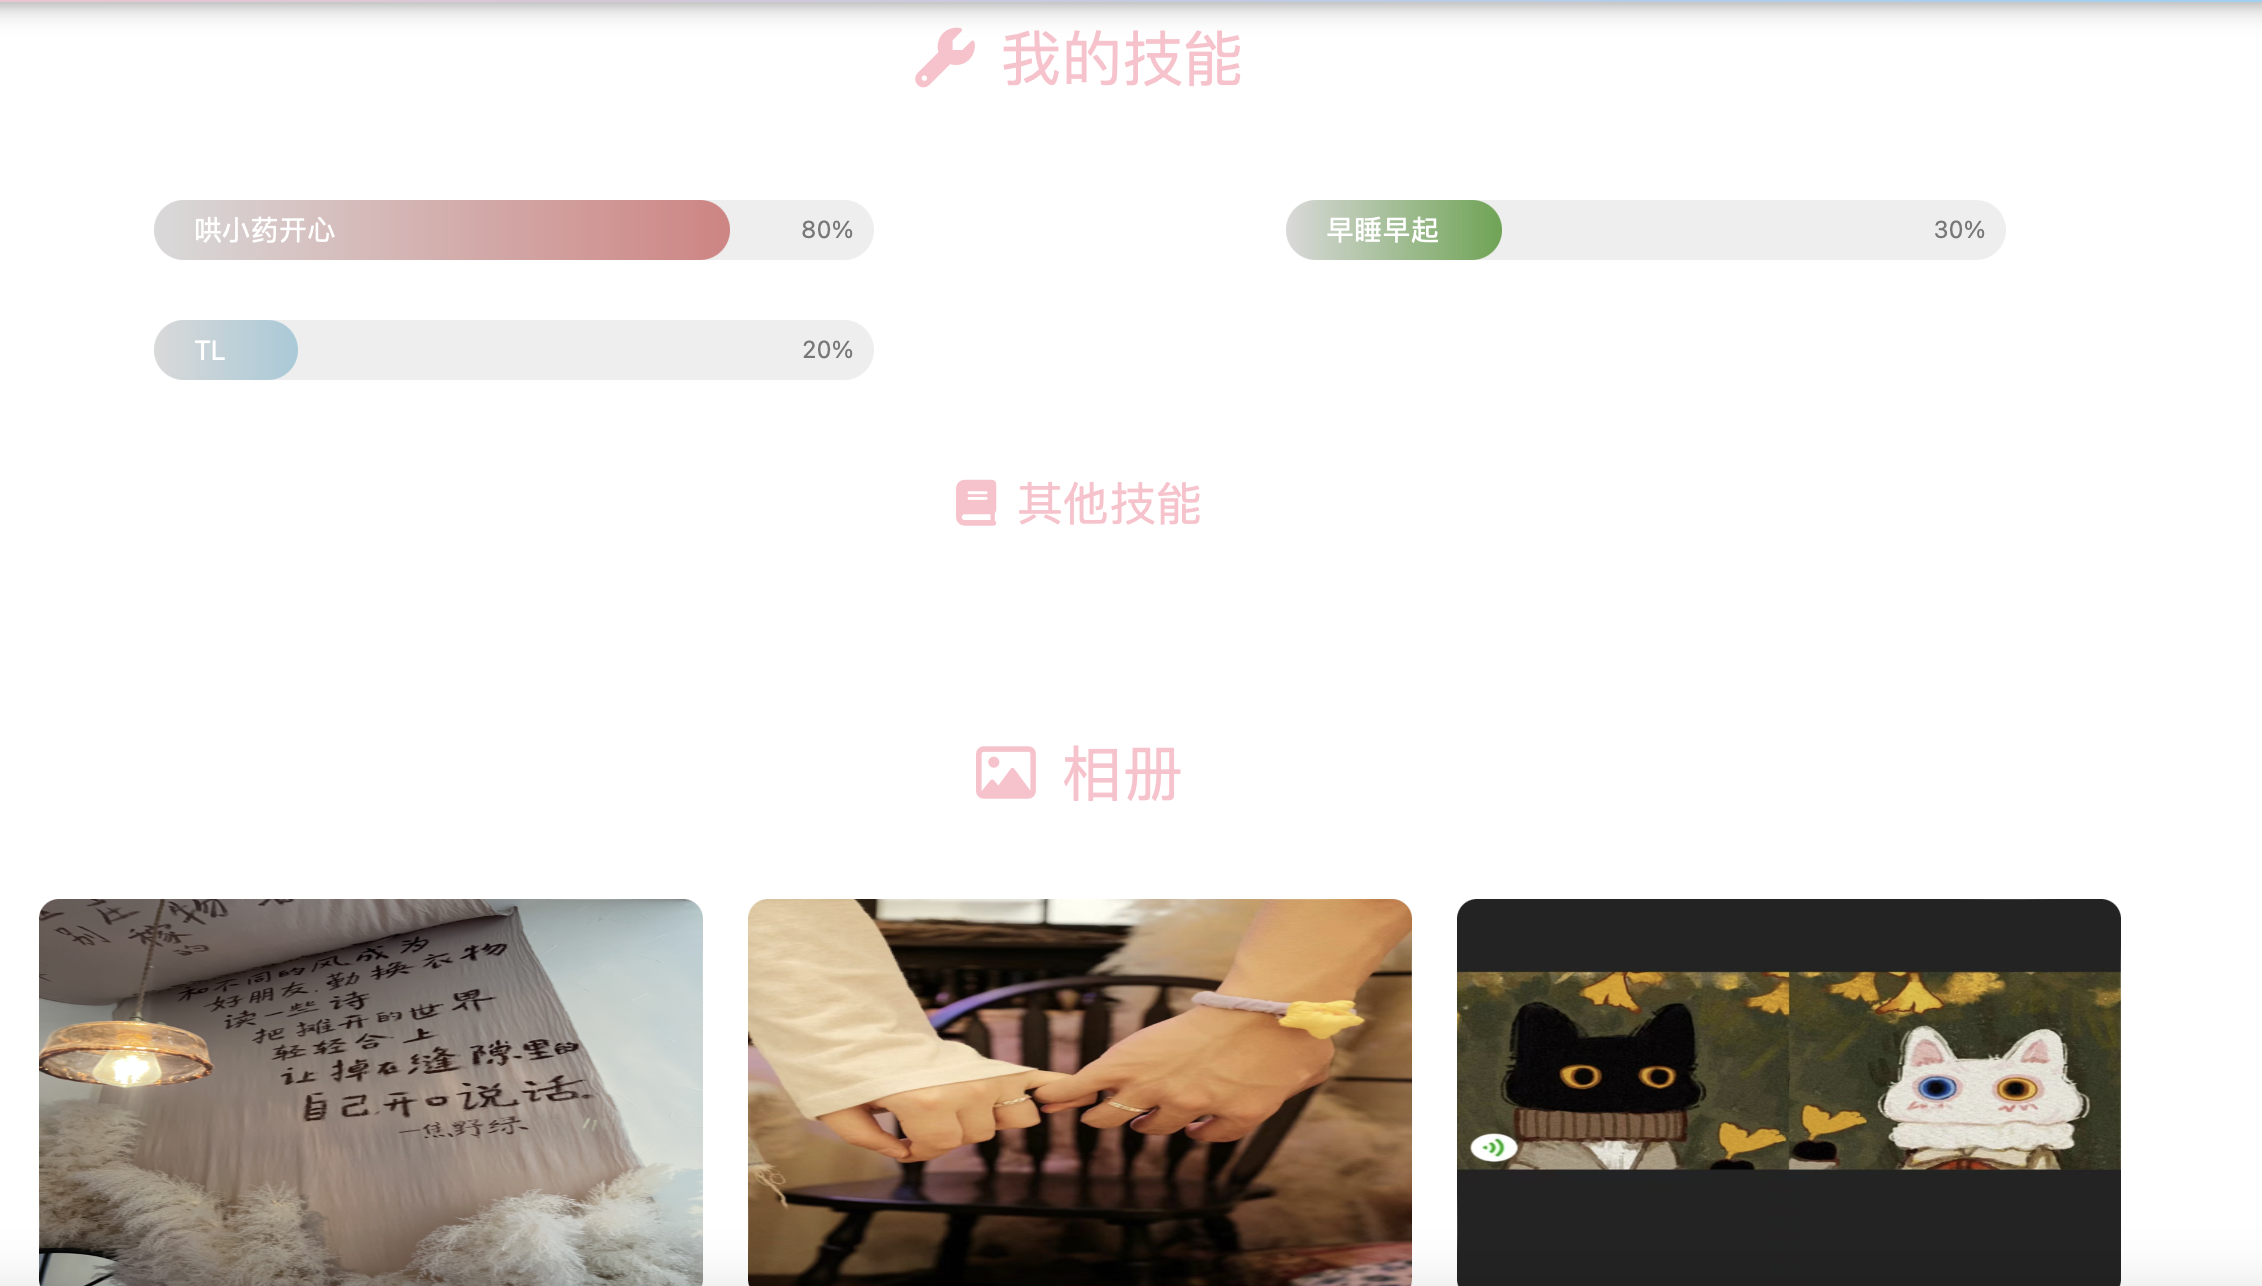 我的技能
哄小药开心 80%
早睡早起 30%
TL 20%
其他技能
相册
和不同的风成为
好朋友.勤换衣物
读一些诗
把摊开的世界
轻轻合上
让掉在缝隙里的
自己.开口说话。
—焦野绿